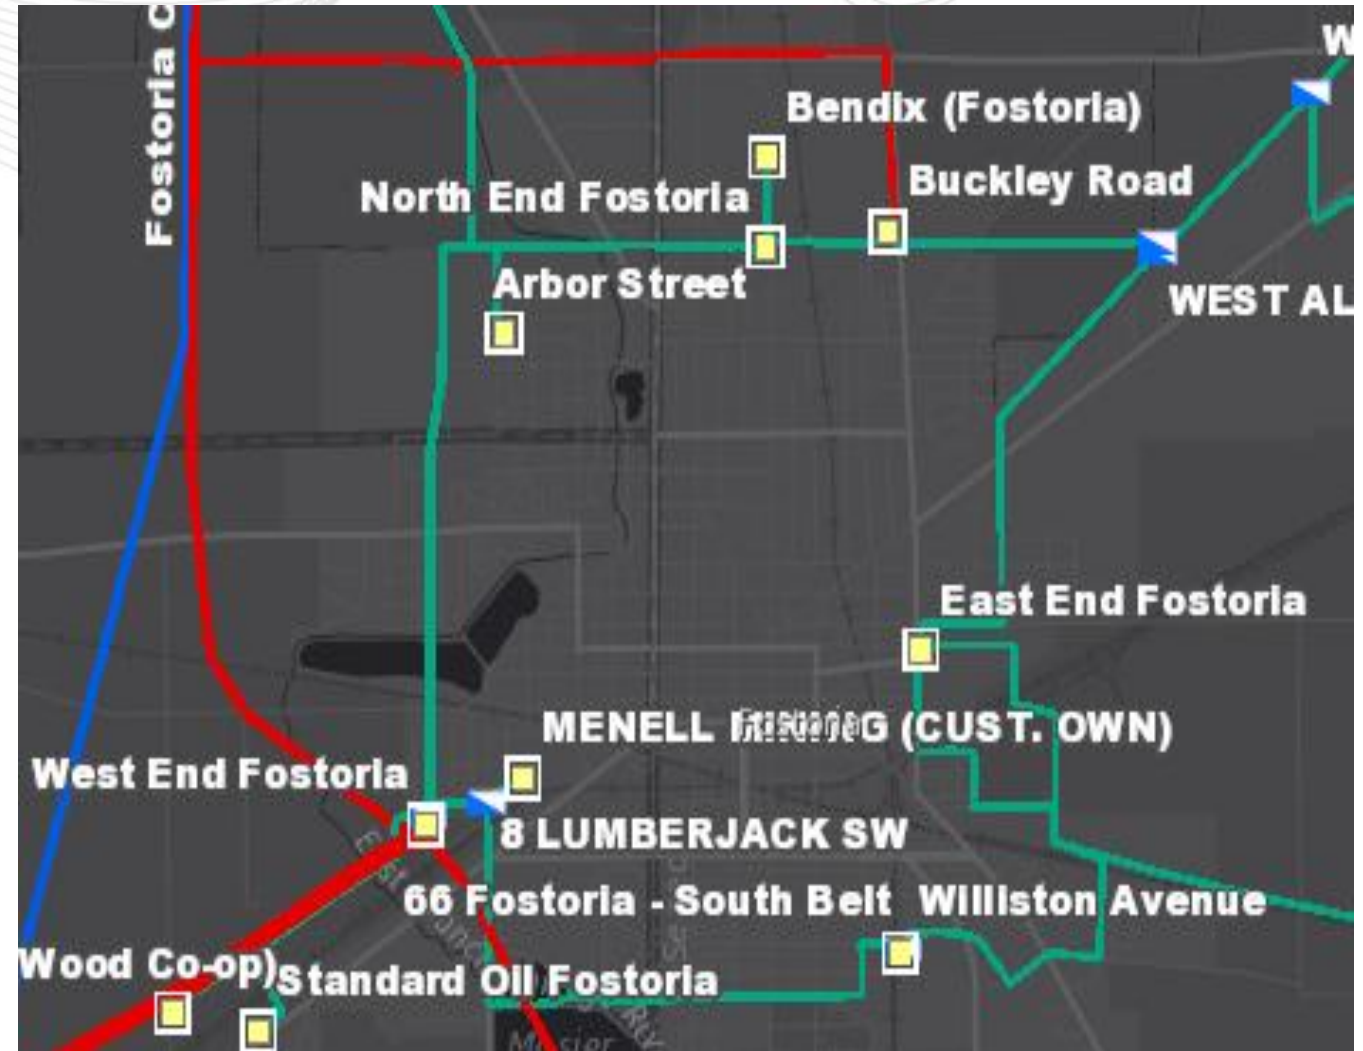 Fostoria C
W
Bendix (Fostoria)
Buckley Road
North End Fostoria
Arbor Street
WEST AL
East End Fostoria
MENELL (CUST. OWN)
West End Fostoria
8 LUMBERJACK SW
66 Fostoria - South Belt
Williston Avenue
East
Wood Co-op)
Standard Oil Fostoria